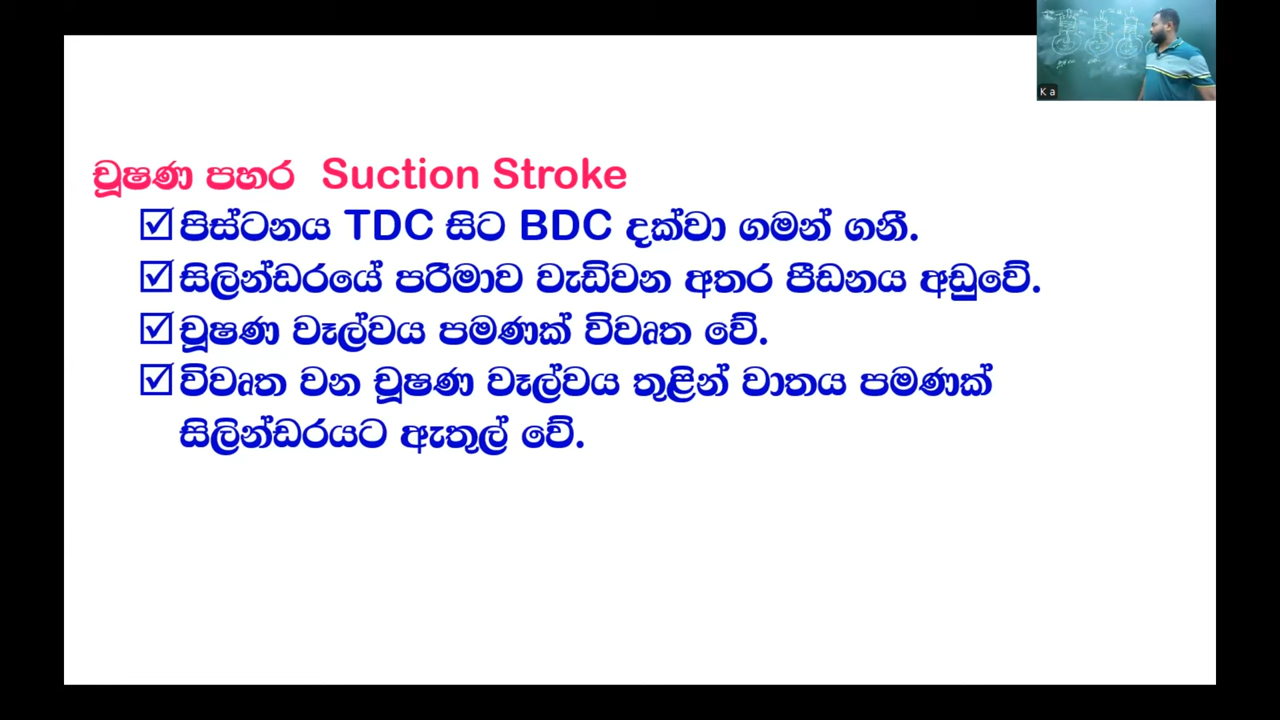 K a
චූෂණ පහර Suction Stroke
☑ පිස්ටනය TDC සිට BDC දක්වා ගමන් ගනී.
☑ සිලින්ඩරයේ පරිමාව වැඩිවන අතර පීඩනය අඩුවේ.
☑ චූෂණ වෑල්වය පමණක් විවෘත වේ.
☑ විවෘත වන චූෂණ වෑල්වය තුළින් වාතය පමණක්
සිලින්ඩරයට ඇතුල් වේ.